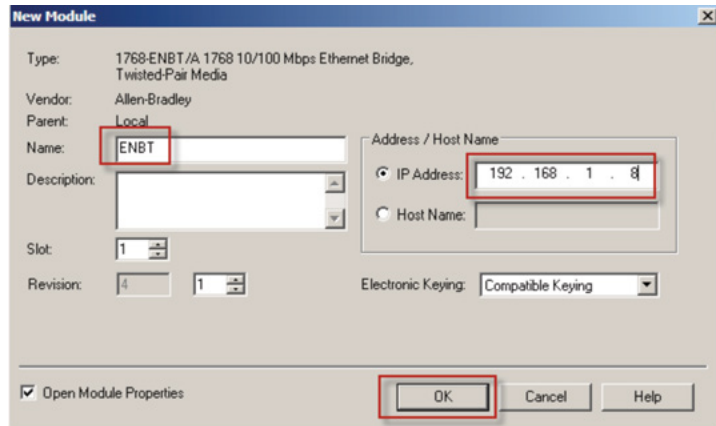 New Module
Type: 1768-ENBT/A 1768 10/100 Mbps Ethernet Bridge,
Twisted-Pair Media
Vendor: Allen-Bradley
Parent: Local
Name: ENBT
Address / Host Name
IP Address: 192 . 168 . 1 . 8
Description:
Host Name:
Slot: 1
Revision: 4 1
Electronic Keying: Compatible Keying
Open Module Properties
OK Cancel Help